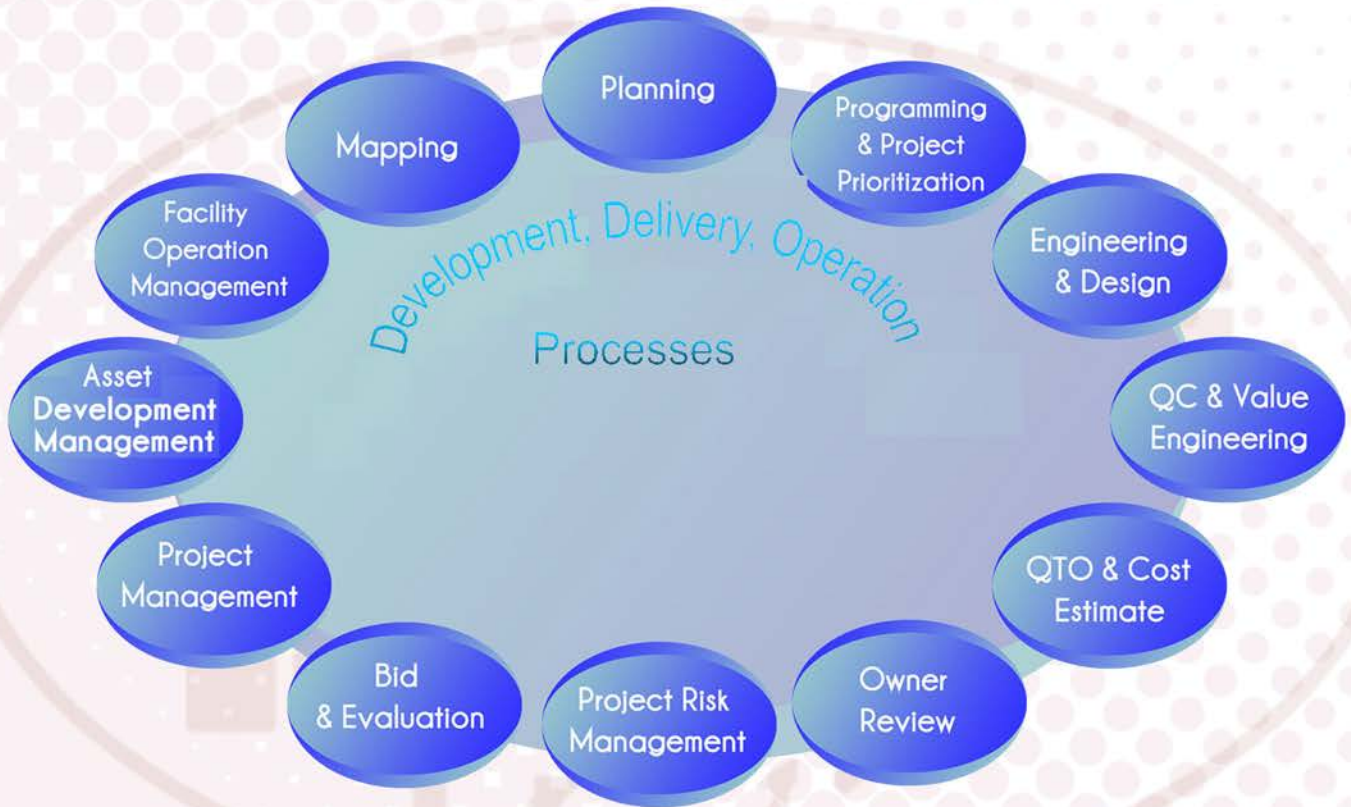 Planning
Programming
& Project
Prioritization
Engineering
& Design
QC & Value
Engineering
QTO & Cost
Estimate
Owner
Review
Project Risk
Management
Bid
& Evaluation
Project
Management
Asset
Development
Management
Facility
Operation
Management
Mapping
Development, Delivery, Operation
Processes